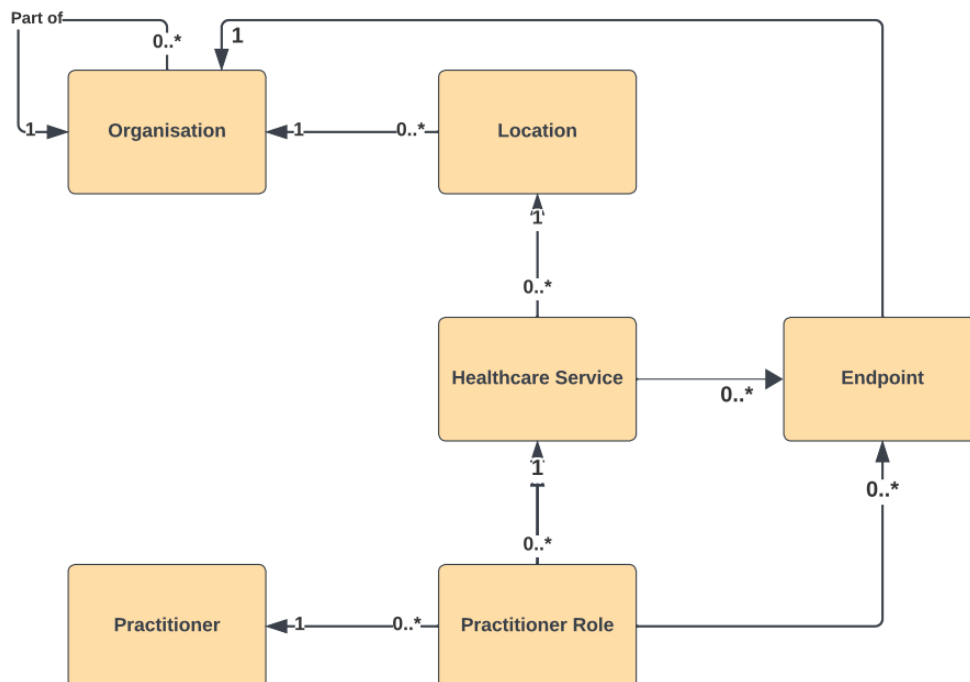 Part of
0..*
1
1
Organisation
1
0..*
Location
1
0..*
Healthcare Service
0..*
Endpoint
1
0..*
0..*
Practitioner
1
0..*
Practitioner Role